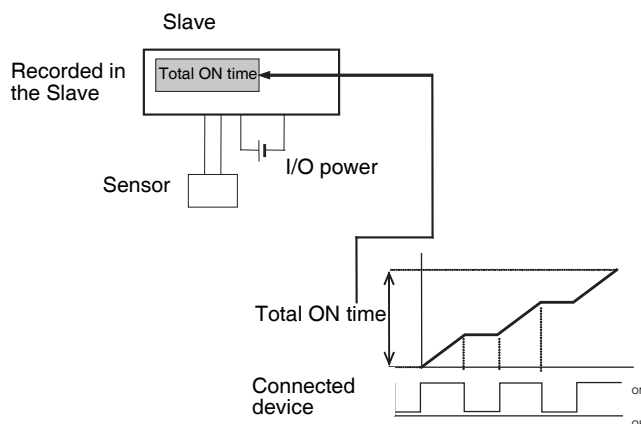 Slave
Recorded in
the Slave
Total ON time
I/O power
Sensor
Total ON time
Connected
device